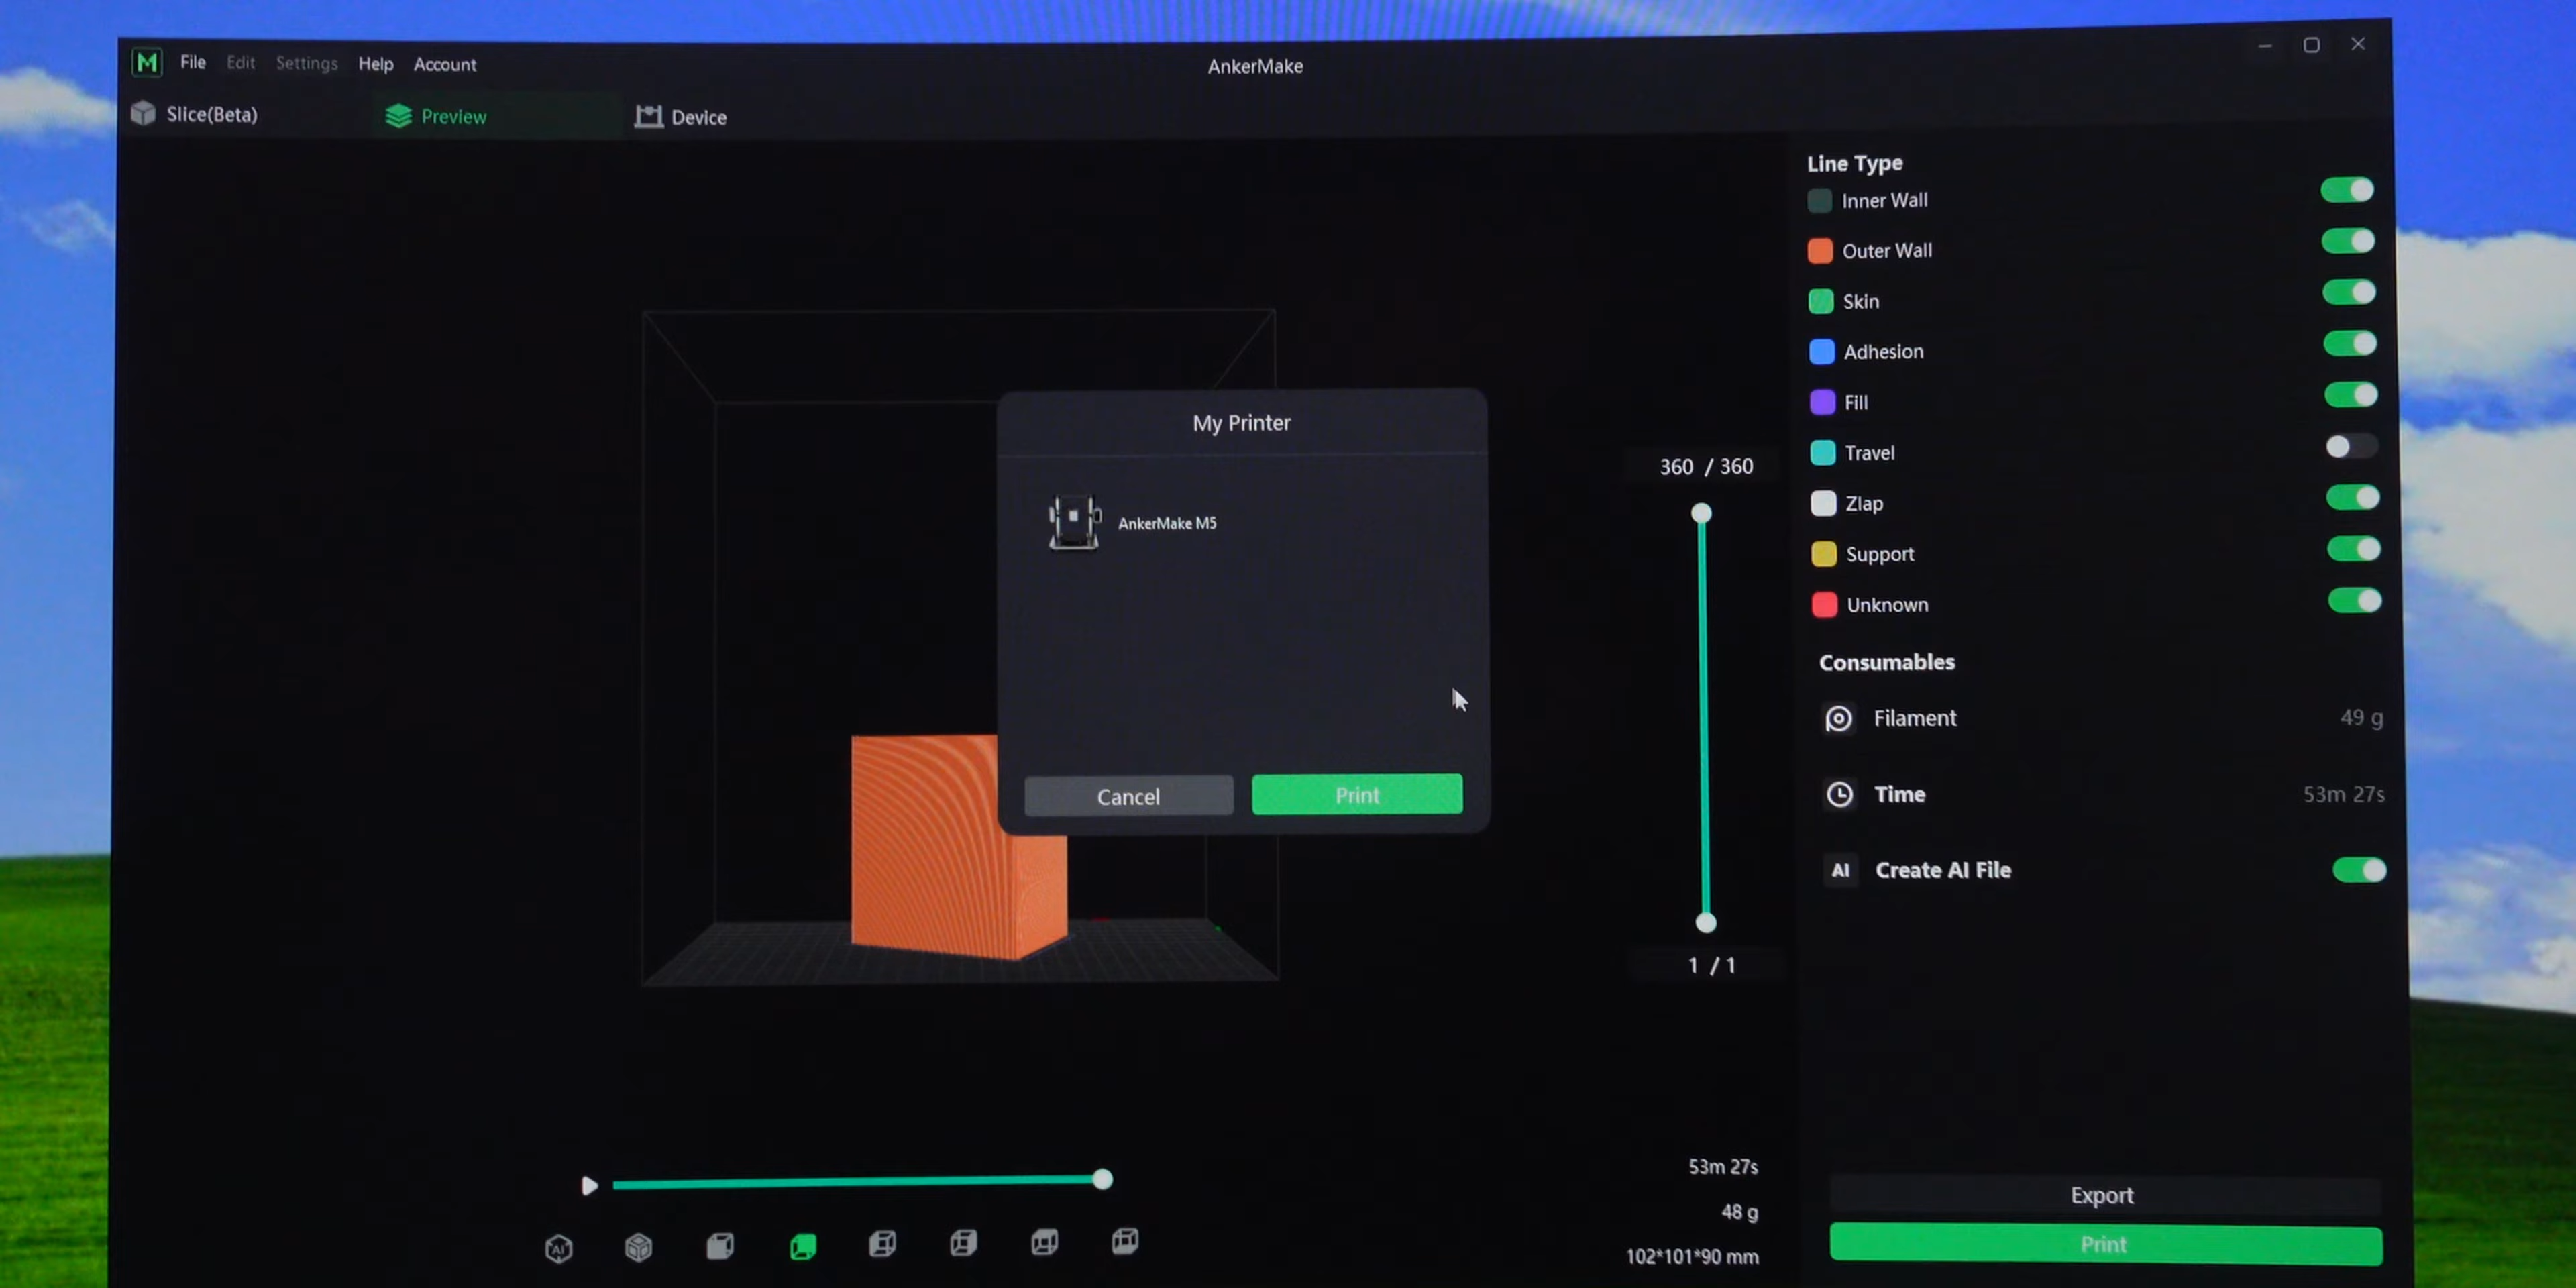 M File Edit Settings Help Account
AnkerMake
Slice(Beta)
Preview
Device
Line Type
Inner Wall
Outer Wall
Skin
Adhesion
Fill
Travel
Zlap
Support
Unknown
Consumables
Filament 49 g
Time 53m 27s
AI Create AI File
My Printer
AnkerMake M5
Cancel
Print
360 / 360
1 / 1
53m 27s
48 g
102*101*90 mm
AI
Export
Print